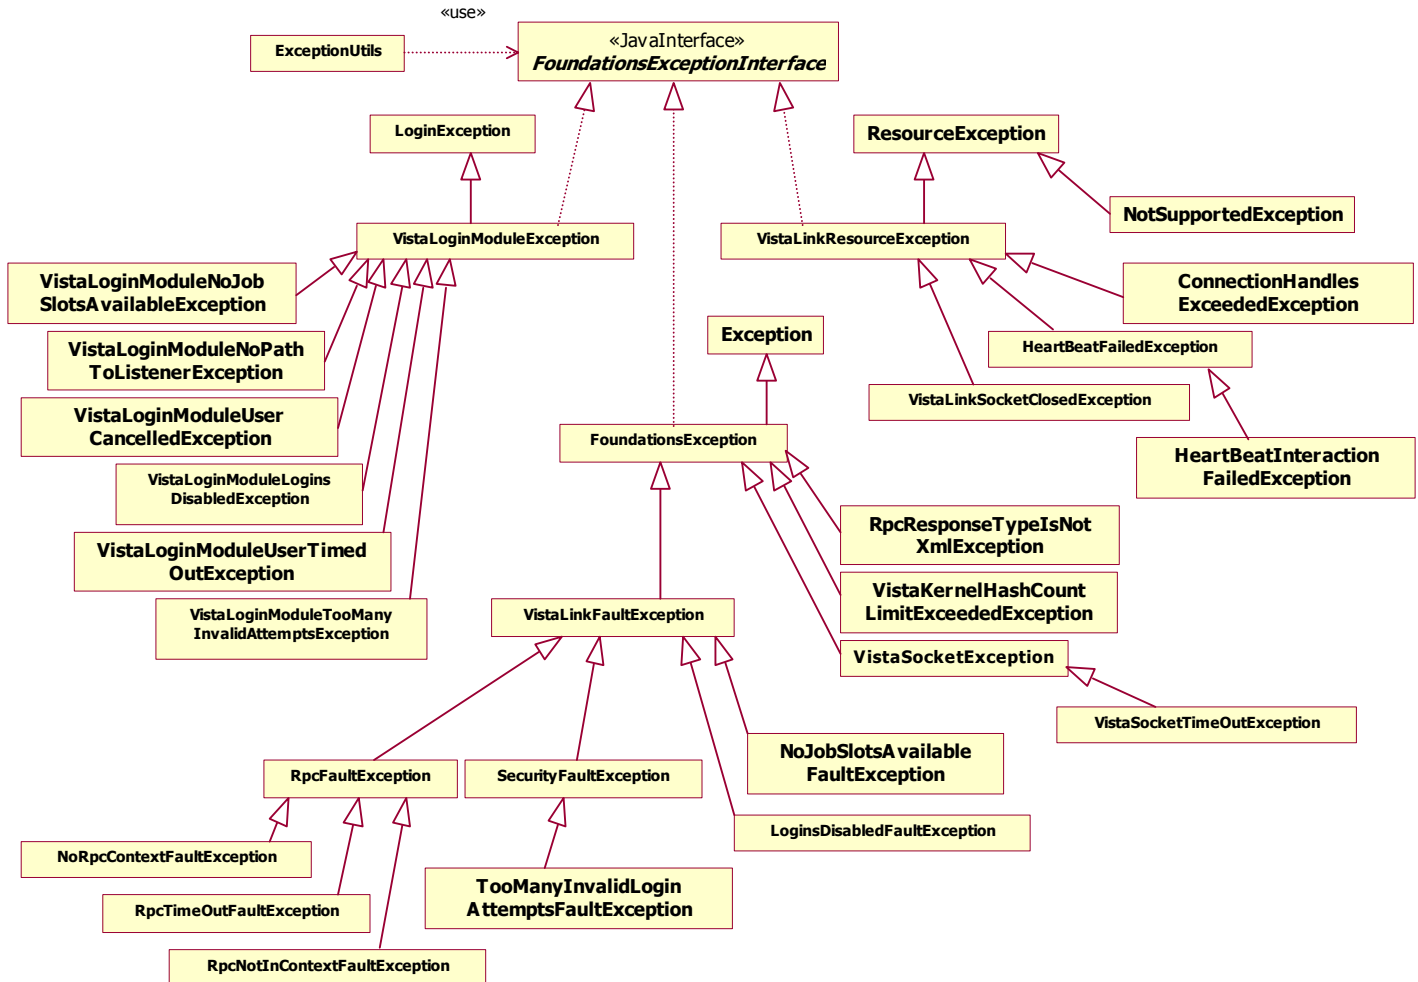 «use»
«JavaInterface»
FoundationsExceptionInterface
ExceptionUtils
LoginException
ResourceException
NotSupportedException
VistaLoginModuleException
VistaLinkResourceException
VistaLoginModuleNoJob
SlotsAvailableException
ConnectionHandles
ExceededException
VistaLoginModuleNoPath
ToListenerException
Exception
HeartBeatFailedException
VistaLinkSocketClosedException
VistaLoginModuleUser
CancelledException
FoundationsException
HeartBeatInteraction
FailedException
VistaLoginModuleLogins
DisabledException
RpcResponseTypeIsNot
XmlException
VistaLoginModuleUserTimed
OutException
VistaKernelHashCount
LimitExceededException
VistaLoginModuleTooMany
InvalidAttemptsException
VistaLinkFaultException
VistaSocketException
VistaSocketTimeOutException
NoJobSlotsAvailable
FaultException
RpcFaultException
SecurityFaultException
LoginsDisabledFaultException
NoRpcContextFaultException
TooManyInvalidLogin
AttemptsFaultException
RpcTimeOutFaultException
RpcNotInContextFaultException